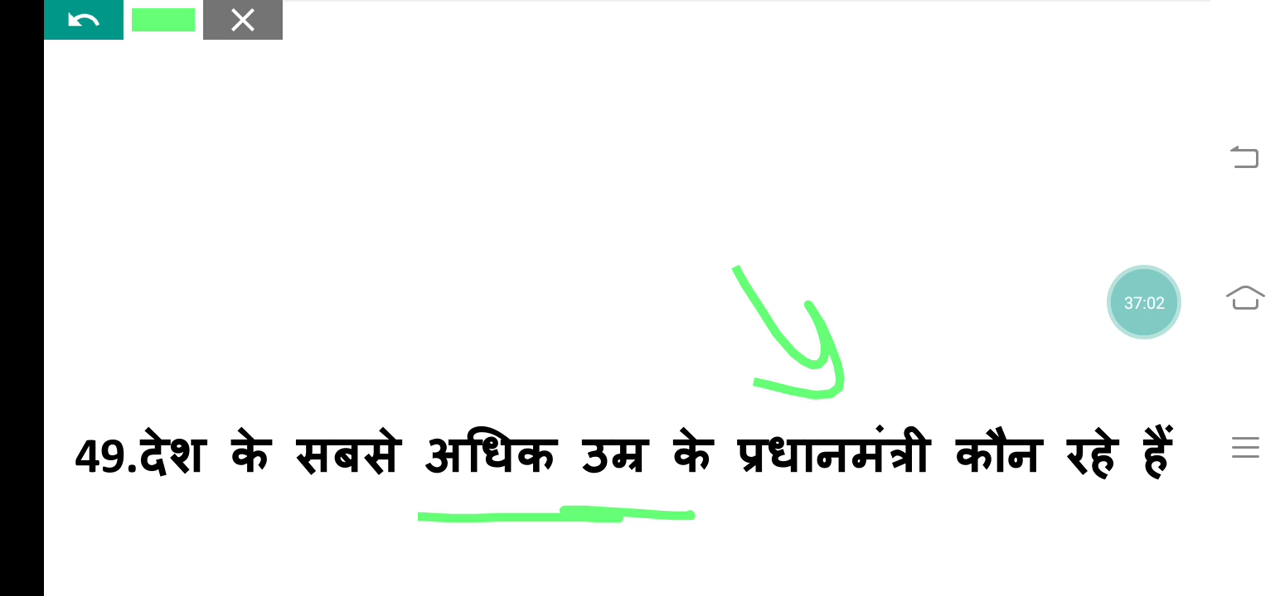 37:02
49.देश के सबसे अधिक उम्र के प्रधानमंत्री कौन रहे हैं